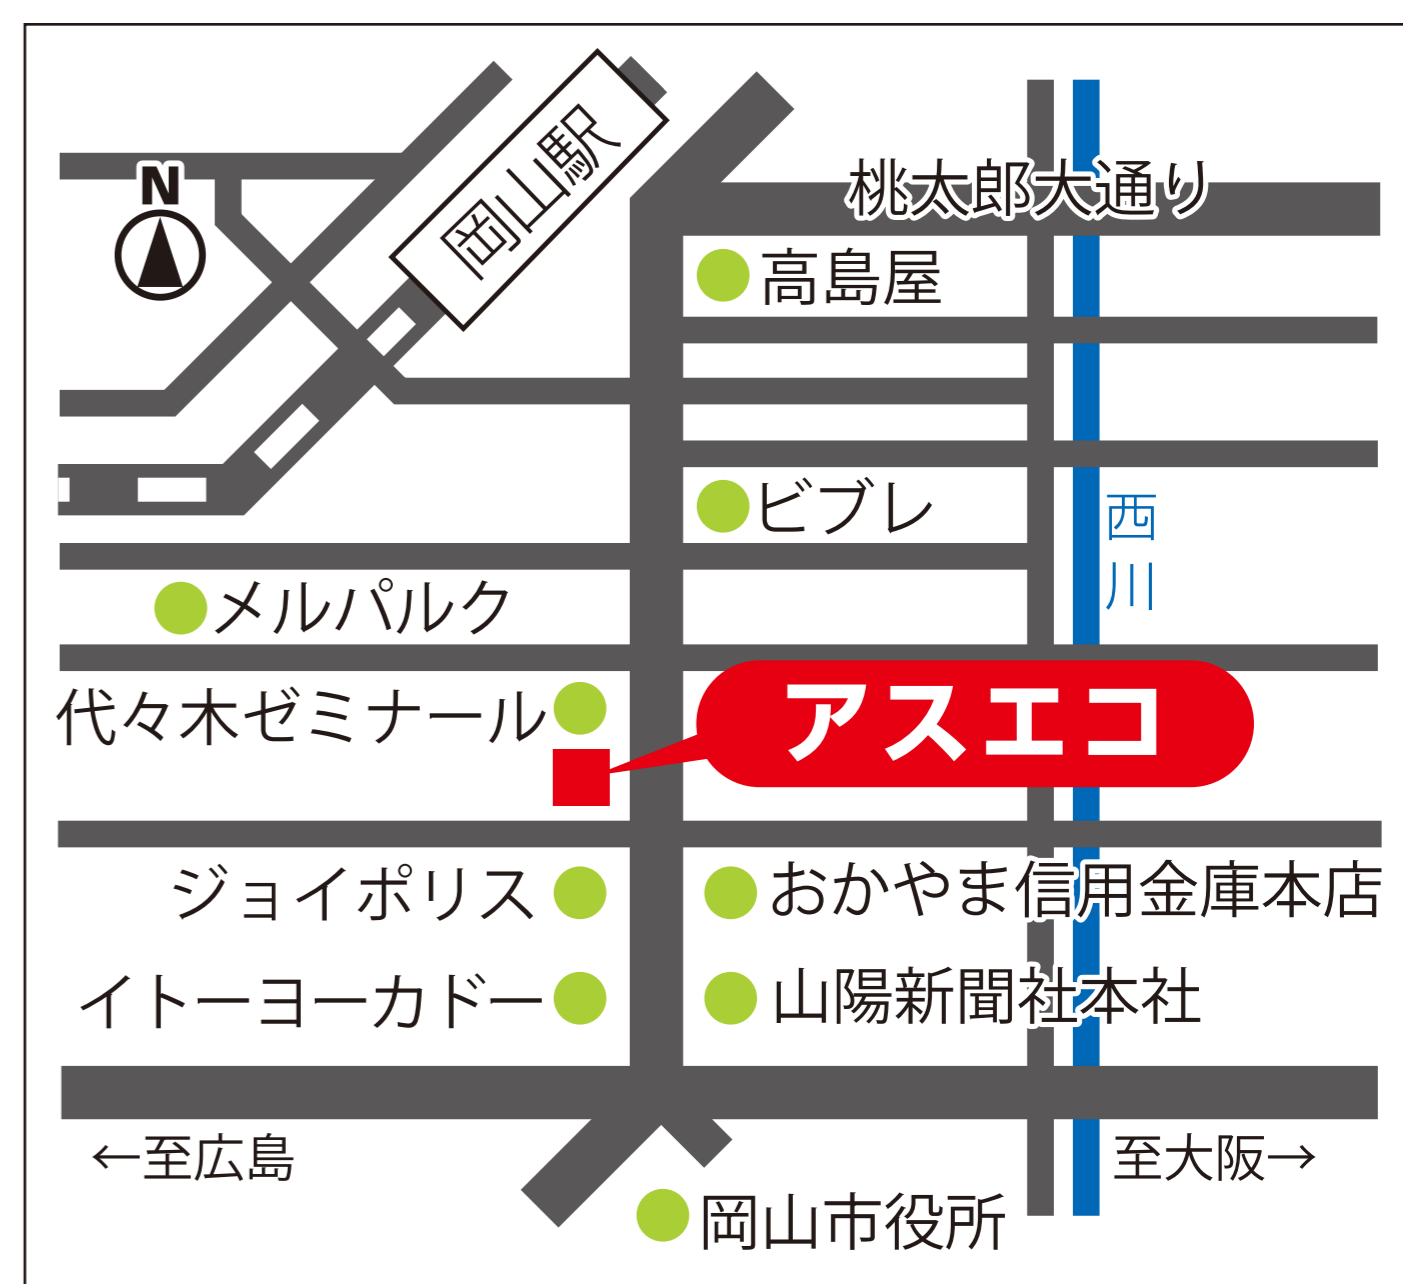 岡山駅
N
桃太郎大通り
高島屋
ビブレ
西川
メルパルク
代々木ゼミナール
アスエコ
ジョイポリス
おかやま信用金庫本店
イトーヨーカドー
山陽新聞社本社
←至広島
至大阪→
岡山市役所